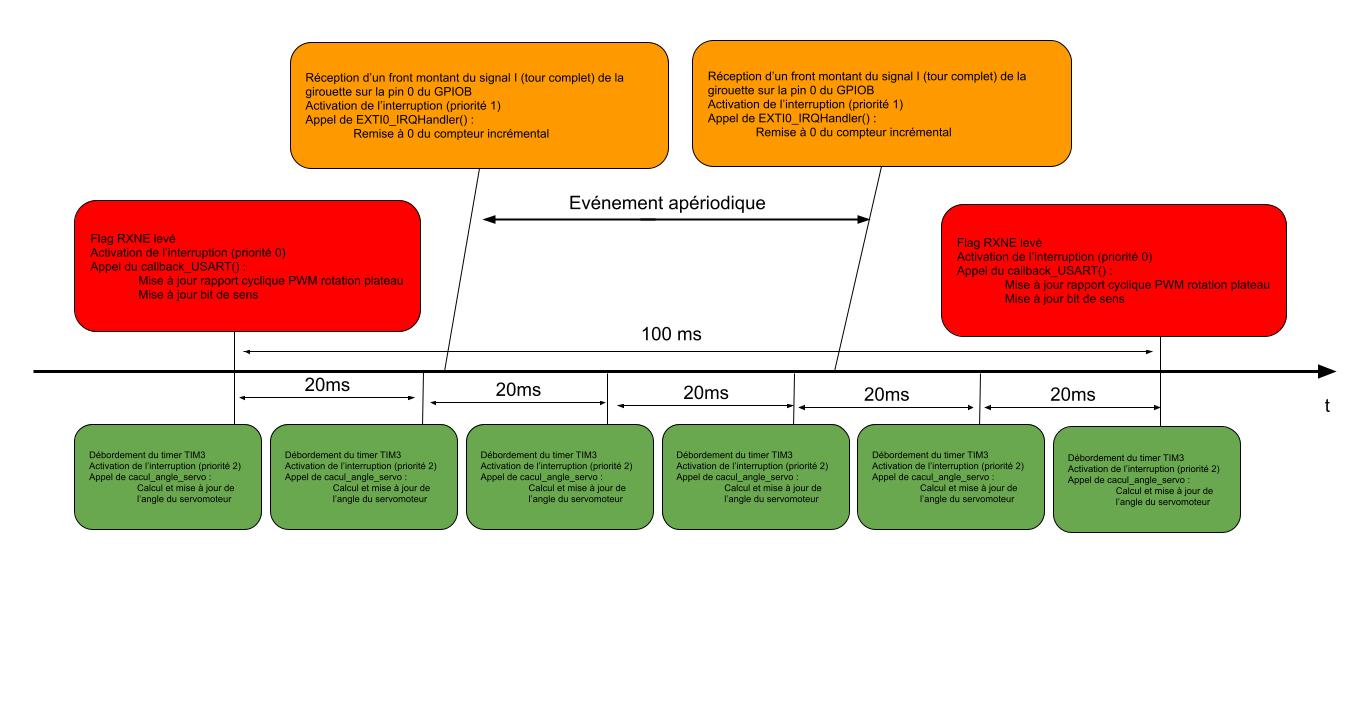 Réception d'un front montant du signal I (tour complet) de la
girouette sur la pin 0 du GPIOB
Activation de l'interruption (priorité 1)
Appel de EXTI0_IRQHandler() :
Remise à 0 du compteur incrémental
Réception d'un front montant du signal I (tour complet) de la
girouette sur la pin 0 du GPIOB
Activation de l'interruption (priorité 1)
Appel de EXTI0_IRQHandler() :
Remise à 0 du compteur incrémental
Evénement apériodique
Flag RXNE levé
Activation de l'interruption (priorité 0)
Appel du callback_USART() :
Mise à jour rapport cyclique PWM rotation plateau
Mise à jour bit de sens
Flag RXNE levé
Activation de l'interruption (priorité 0)
Appel du callback_USART() :
Mise à jour rapport cyclique PWM rotation plateau
Mise à jour bit de sens
100 ms
20ms
20ms
20ms
20ms
20ms
t
Débordement du timer TIM3
Activation de l'interruption (priorité 2)
Appel de cacul_angle_servo :
Calcul et mise à jour de
l'angle du servomoteur
Débordement du timer TIM3
Activation de l'interruption (priorité 2)
Appel de cacul_angle_servo :
Calcul et mise à jour de
l'angle du servomoteur
Débordement du timer TIM3
Activation de l'interruption (priorité 2)
Appel de cacul_angle_servo :
Calcul et mise à jour de
l'angle du servomoteur
Débordement du timer TIM3
Activation de l'interruption (priorité 2)
Appel de cacul_angle_servo :
Calcul et mise à jour de
l'angle du servomoteur
Débordement du timer TIM3
Activation de l'interruption (priorité 2)
Appel de cacul_angle_servo :
Calcul et mise à jour de
l'angle du servomoteur
Débordement du timer TIM3
Activation de l'interruption (priorité 2)
Appel de cacul_angle_servo :
Calcul et mise à jour de
l'angle du servomoteur